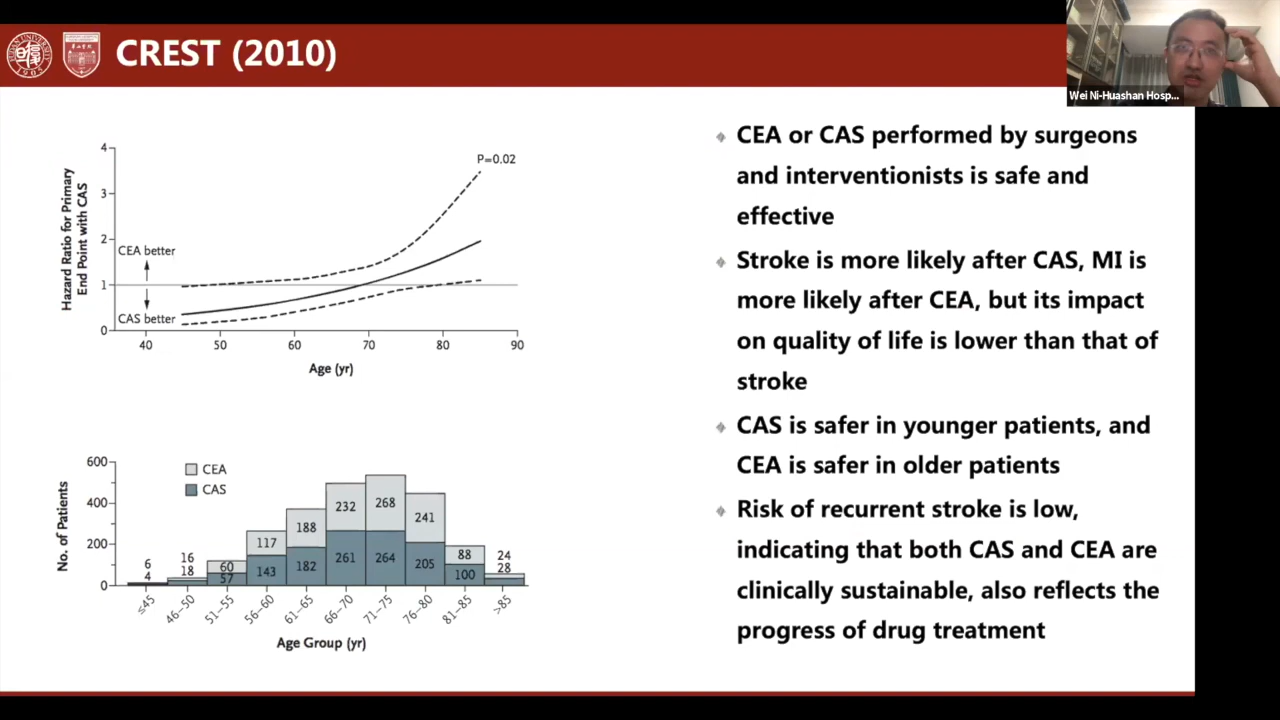 CREST (2010)
Wei Ni-Huashan Hosp...
4
3
2
1
0
Hazard Ratio for Primary
End Point with CAS
P=0.02
CEA better
CAS better
40
50
60
70
80
90
Age (yr)
600
400
200
0
No. of Patients
CEA
CAS
6
4
16
18
60
57
117
143
188
182
232
261
268
264
241
205
88
100
24
28
≤45
46–50
51–55
56–60
61–65
66–70
71–75
76–80
81–85
>85
Age Group (yr)
CEA or CAS performed by surgeons
and interventionists is safe and
effective
Stroke is more likely after CAS, MI is
more likely after CEA, but its impact
on quality of life is lower than that of
stroke
CAS is safer in younger patients, and
CEA is safer in older patients
Risk of recurrent stroke is low,
indicating that both CAS and CEA are
clinically sustainable, also reflects the
progress of drug treatment